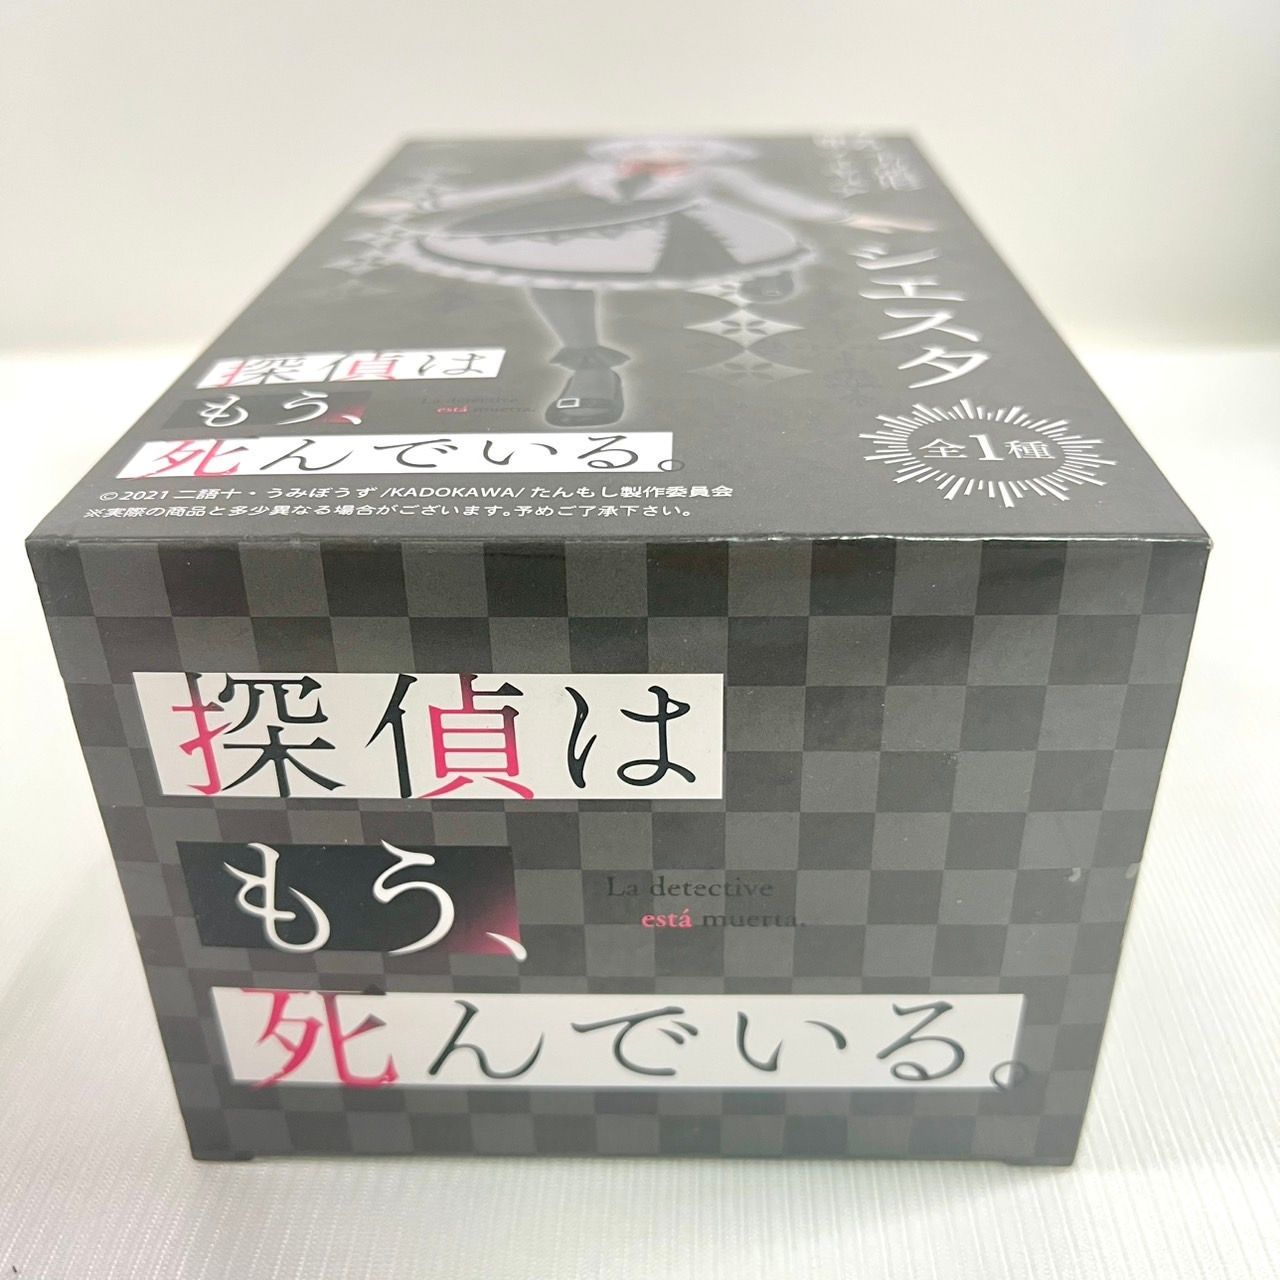 シエスタ
全1種
探偵は
もう、
La detective
está muerta.
死んでいる。
©2021 二語十・うみぼうず/KADOKAWA/たんもし製作委員会
※実際の商品と多少異なる場合がございます。予めご了承下さい。
探偵は
もう、
La detective
está muerta.
死んでいる。